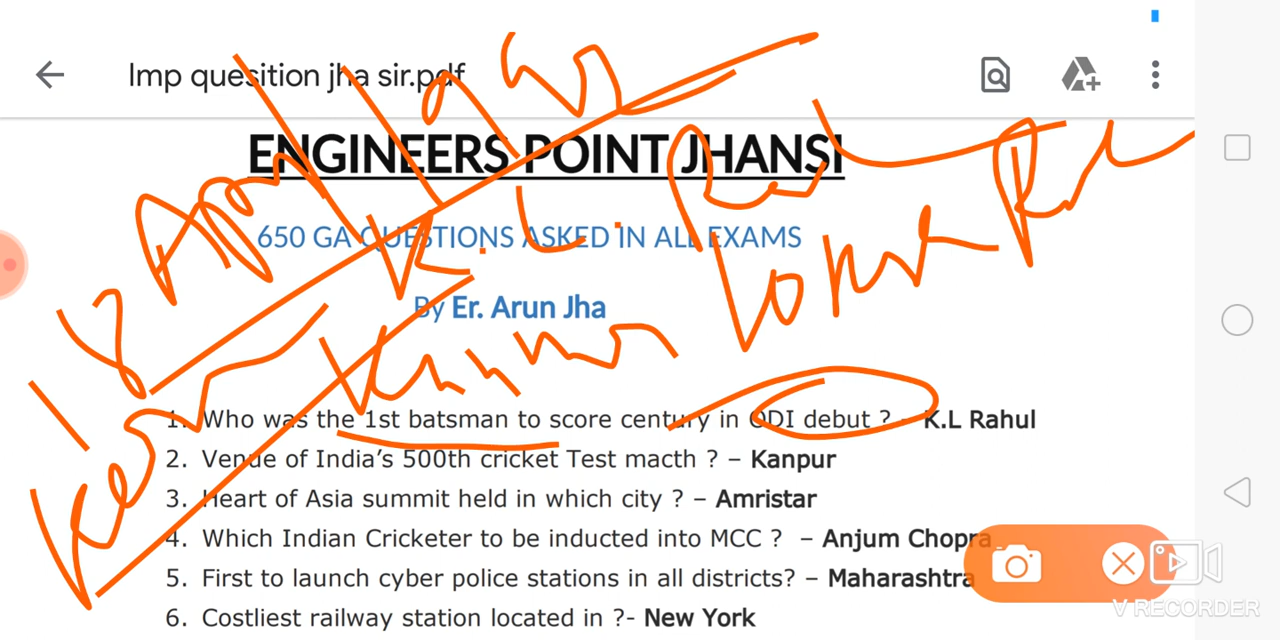 Imp quesition jha sir.pdf
ENGINEERS POINT JHANSI
650 GA QUESTIONS ASKED IN ALL EXAMS
By Er. Arun Jha
18 April
K. L Rahul
1. Who was the 1st batsman to score century in ODI debut ? - K.L Rahul
2. Venue of India’s 500th cricket Test macth ? – Kanpur
3. Heart of Asia summit held in which city ? – Amristar
4. Which Indian Cricketer to be inducted into MCC ? – Anjum Chopra
5. First to launch cyber police stations in all districts? – Maharashtra
6. Costliest railway station located in ?- New York
V RECORDER